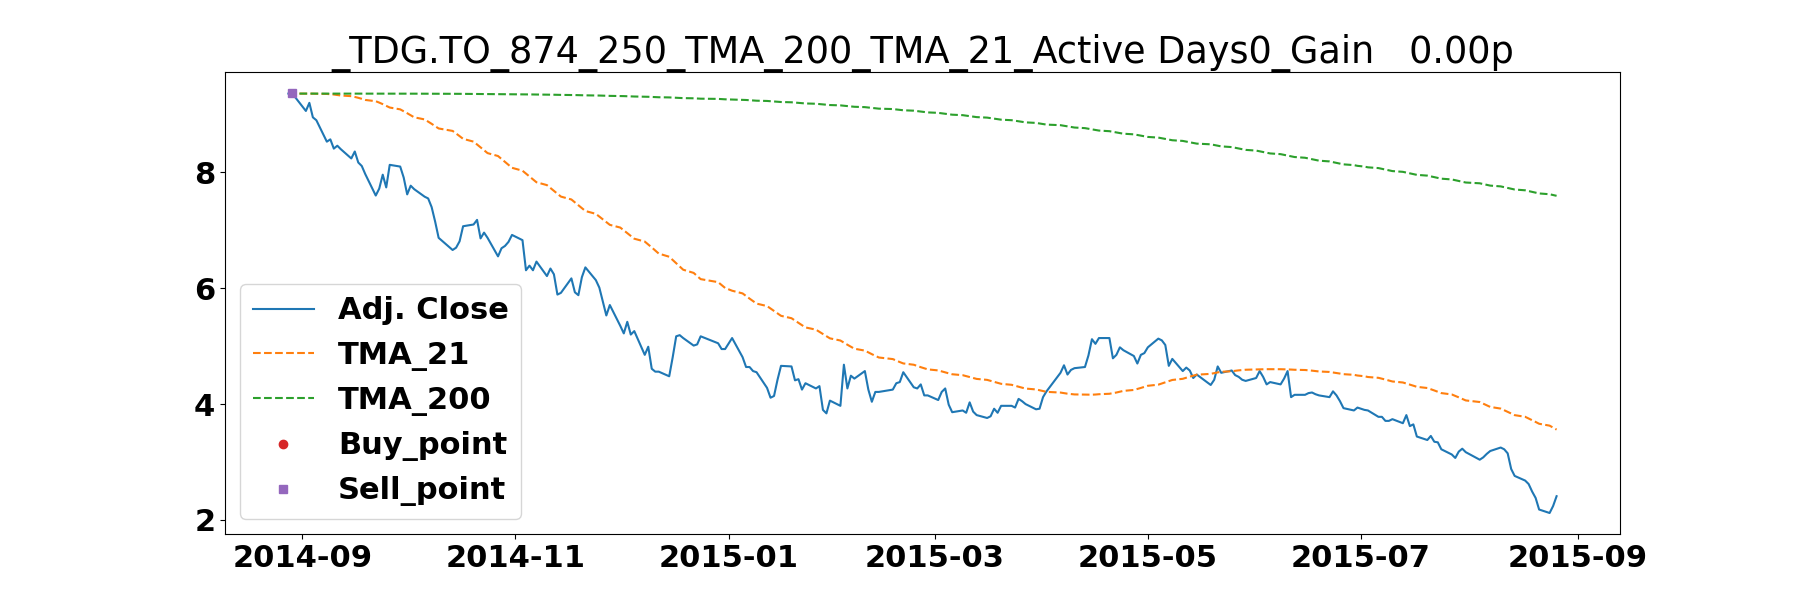 _TDG.TO_874_250_TMA_200_TMA_21_Active Days0_Gain   0.00p
8
6
4
2
Adj. Close
TMA_21
TMA_200
Buy_point
Sell_point
2014-09 2014-11 2015-01 2015-03 2015-05 2015-07 2015-09